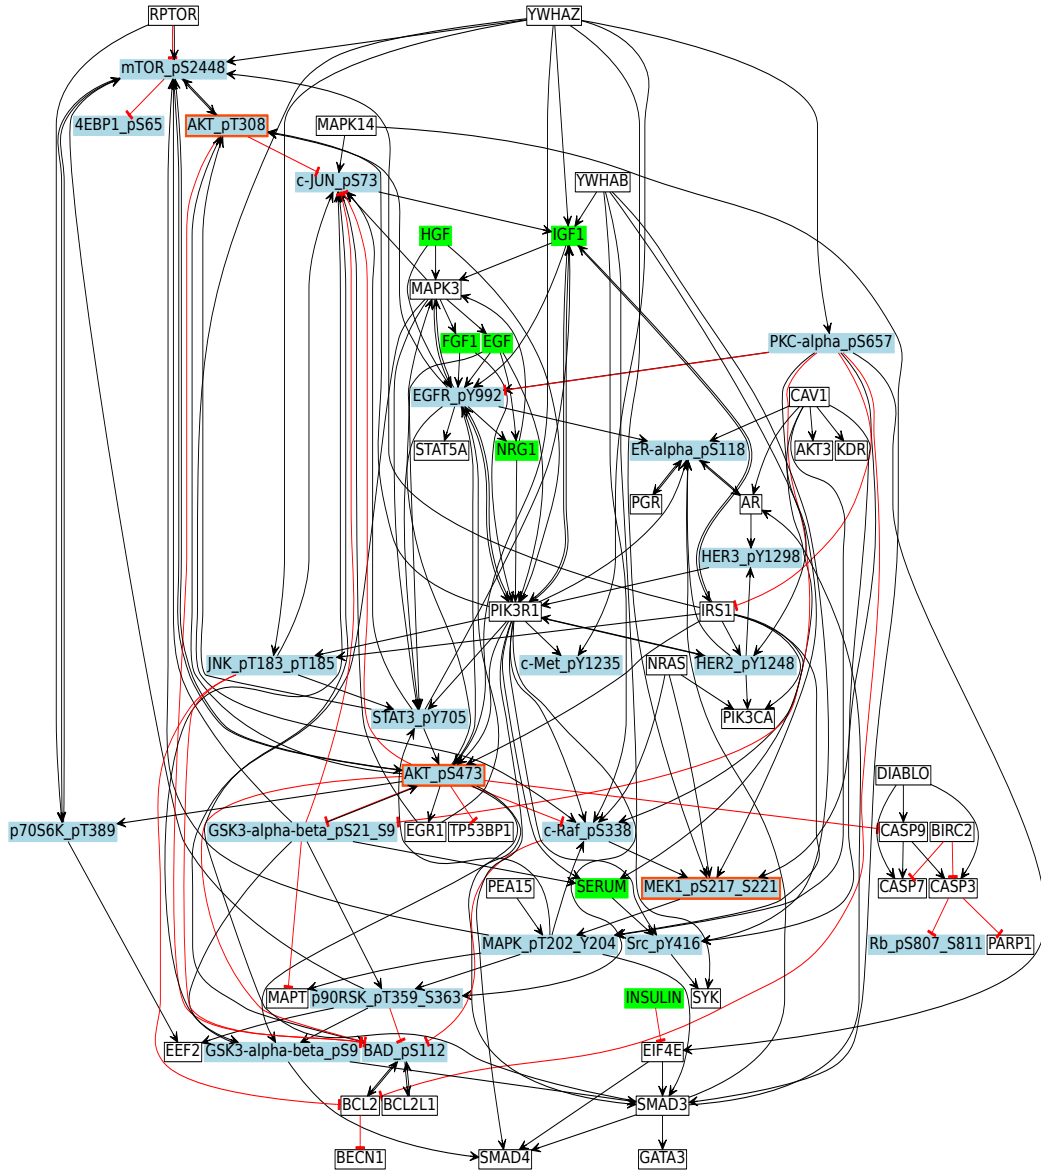 RPTOR
YWHAZ
mTOR_pS2448
4EBP1_pS65
AKT_pT308
MAPK14
c-JUN_pS73
YWHAB
HGF
IGF1
MAPK3
FGF1
EGF
PKC-alpha_pS657
EGFR_pY992
CAV1
STAT5A
NRG1
ER-alpha_pS118
AKT3
KDR
PGR
AR
HER3_pY1298
PIK3R1
IRS1
JNK_pT183_pT185
c-Met_pY1235
NRAS
HER2_pY1248
STAT3_pY705
PIK3CA
AKT_pS473
DIABLO
p70S6K_pT389
GSK3-alpha-beta_pS21_S9
EGR1
TP53BP1
c-Raf_pS338
CASP9
BIRC2
PEA15
SERUM
MEK1_pS217_S221
CASP7
CASP3
MAPK_pT202_Y204
Src_pY416
Rb_pS807_S811
PARP1
MAPT
p90RSK_pT359_S363
INSULIN
SYK
EEF2
GSK3-alpha-beta_pS9
BAD_pS112
EIF4E
BCL2
BCL2L1
SMAD3
BECN1
SMAD4
GATA3